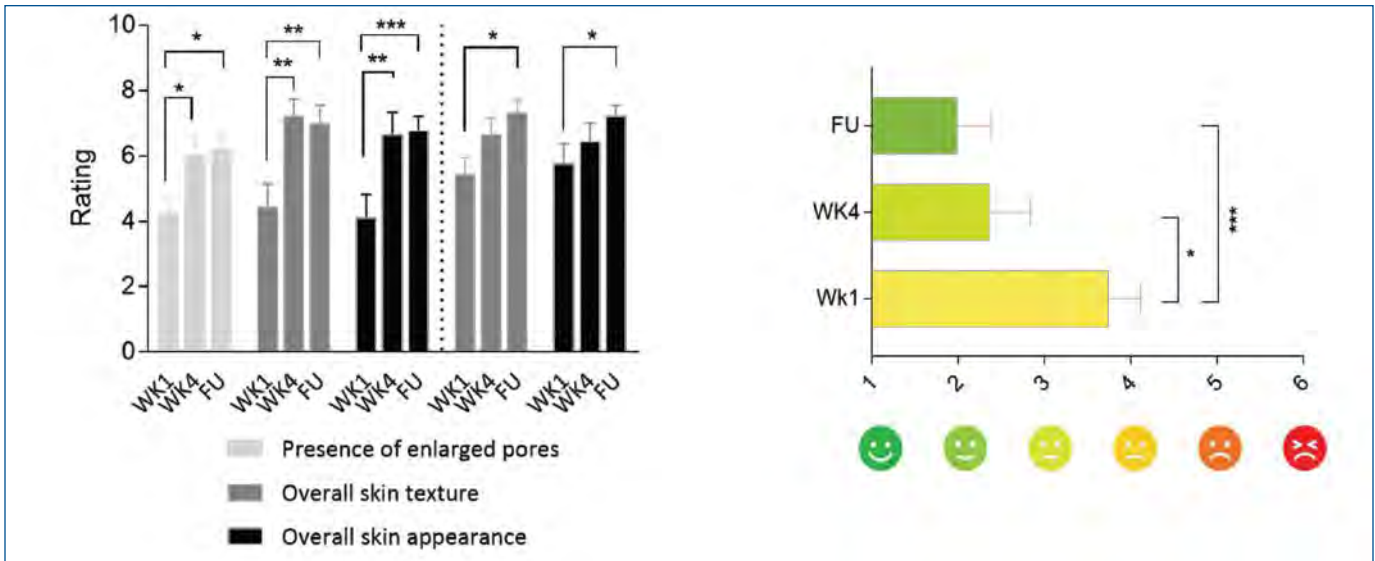 10
8
6
4
2
0
Rating
*
*
**
**
***
**
*
*
WK1 WK4 FU WK1 WK4 FU WK1 WK4 FU WK1 WK4 FU WK1 WK4 FU
Presence of enlarged pores
Overall skin texture
Overall skin appearance
FU
WK4
Wk1
*
***
1 2 3 4 5 6